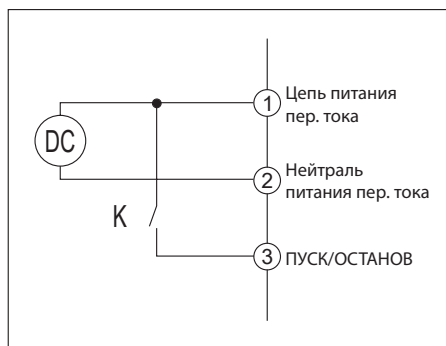 1 Цепь питания
пер. тока
DC
2 Нейтраль
питания пер. тока
K
3 ПУСК/ОСТАНОВ